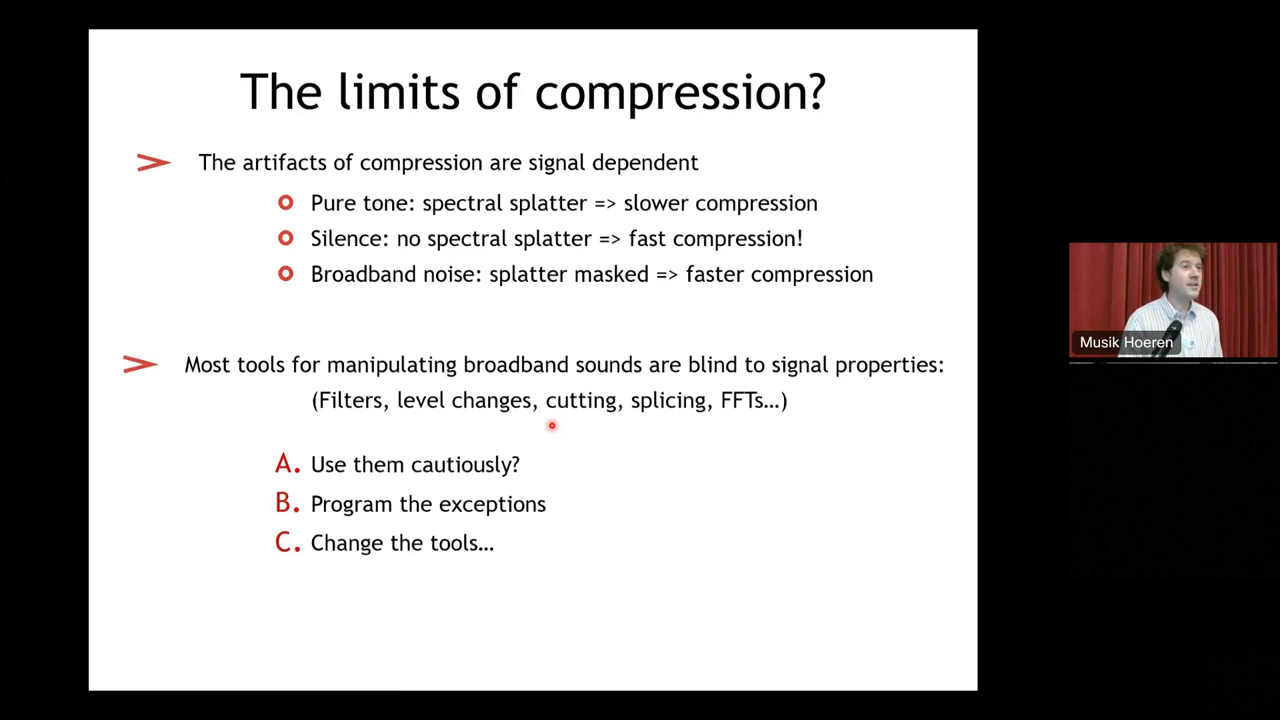 The limits of compression?
The artifacts of compression are signal dependent
Pure tone: spectral splatter => slower compression
Silence: no spectral splatter => fast compression!
Broadband noise: splatter masked => faster compression
Most tools for manipulating broadband sounds are blind to signal properties:
(Filters, level changes, cutting, splicing, FFTs…)
A. Use them cautiously?
B. Program the exceptions
C. Change the tools…
Musik Hoeren